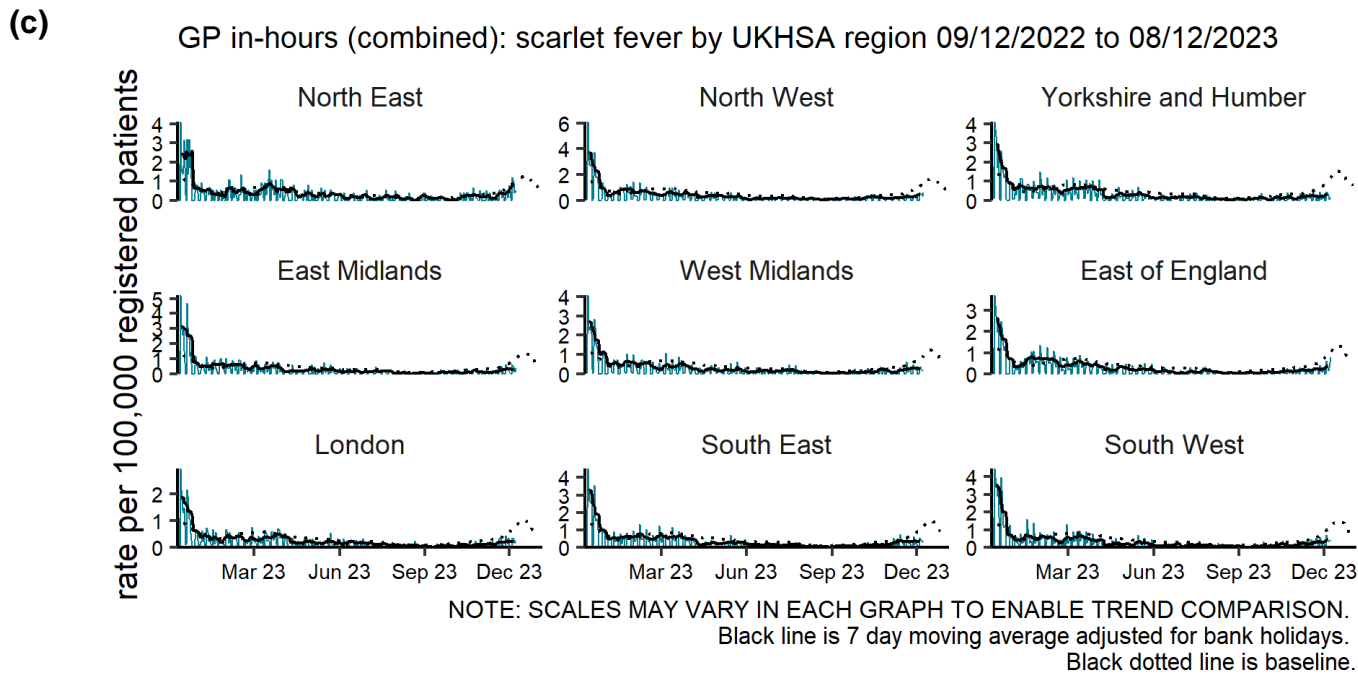 (c)
GP in-hours (combined): scarlet fever by UKHSA region 09/12/2022 to 08/12/2023
rate per 100,000 registered patients
North East
4
3
2
1
0
North West
6
4
2
0
Yorkshire and Humber
4
3
2
1
0
East Midlands
5
4
3
2
1
0
West Midlands
4
3
2
1
0
East of England
3
2
1
0
London
2
1
0
South East
4
3
2
1
0
South West
4
3
2
1
0
Mar 23 Jun 23 Sep 23 Dec 23
Mar 23 Jun 23 Sep 23 Dec 23
Mar 23 Jun 23 Sep 23 Dec 23
NOTE: SCALES MAY VARY IN EACH GRAPH TO ENABLE TREND COMPARISON.
Black line is 7 day moving average adjusted for bank holidays.
Black dotted line is baseline.